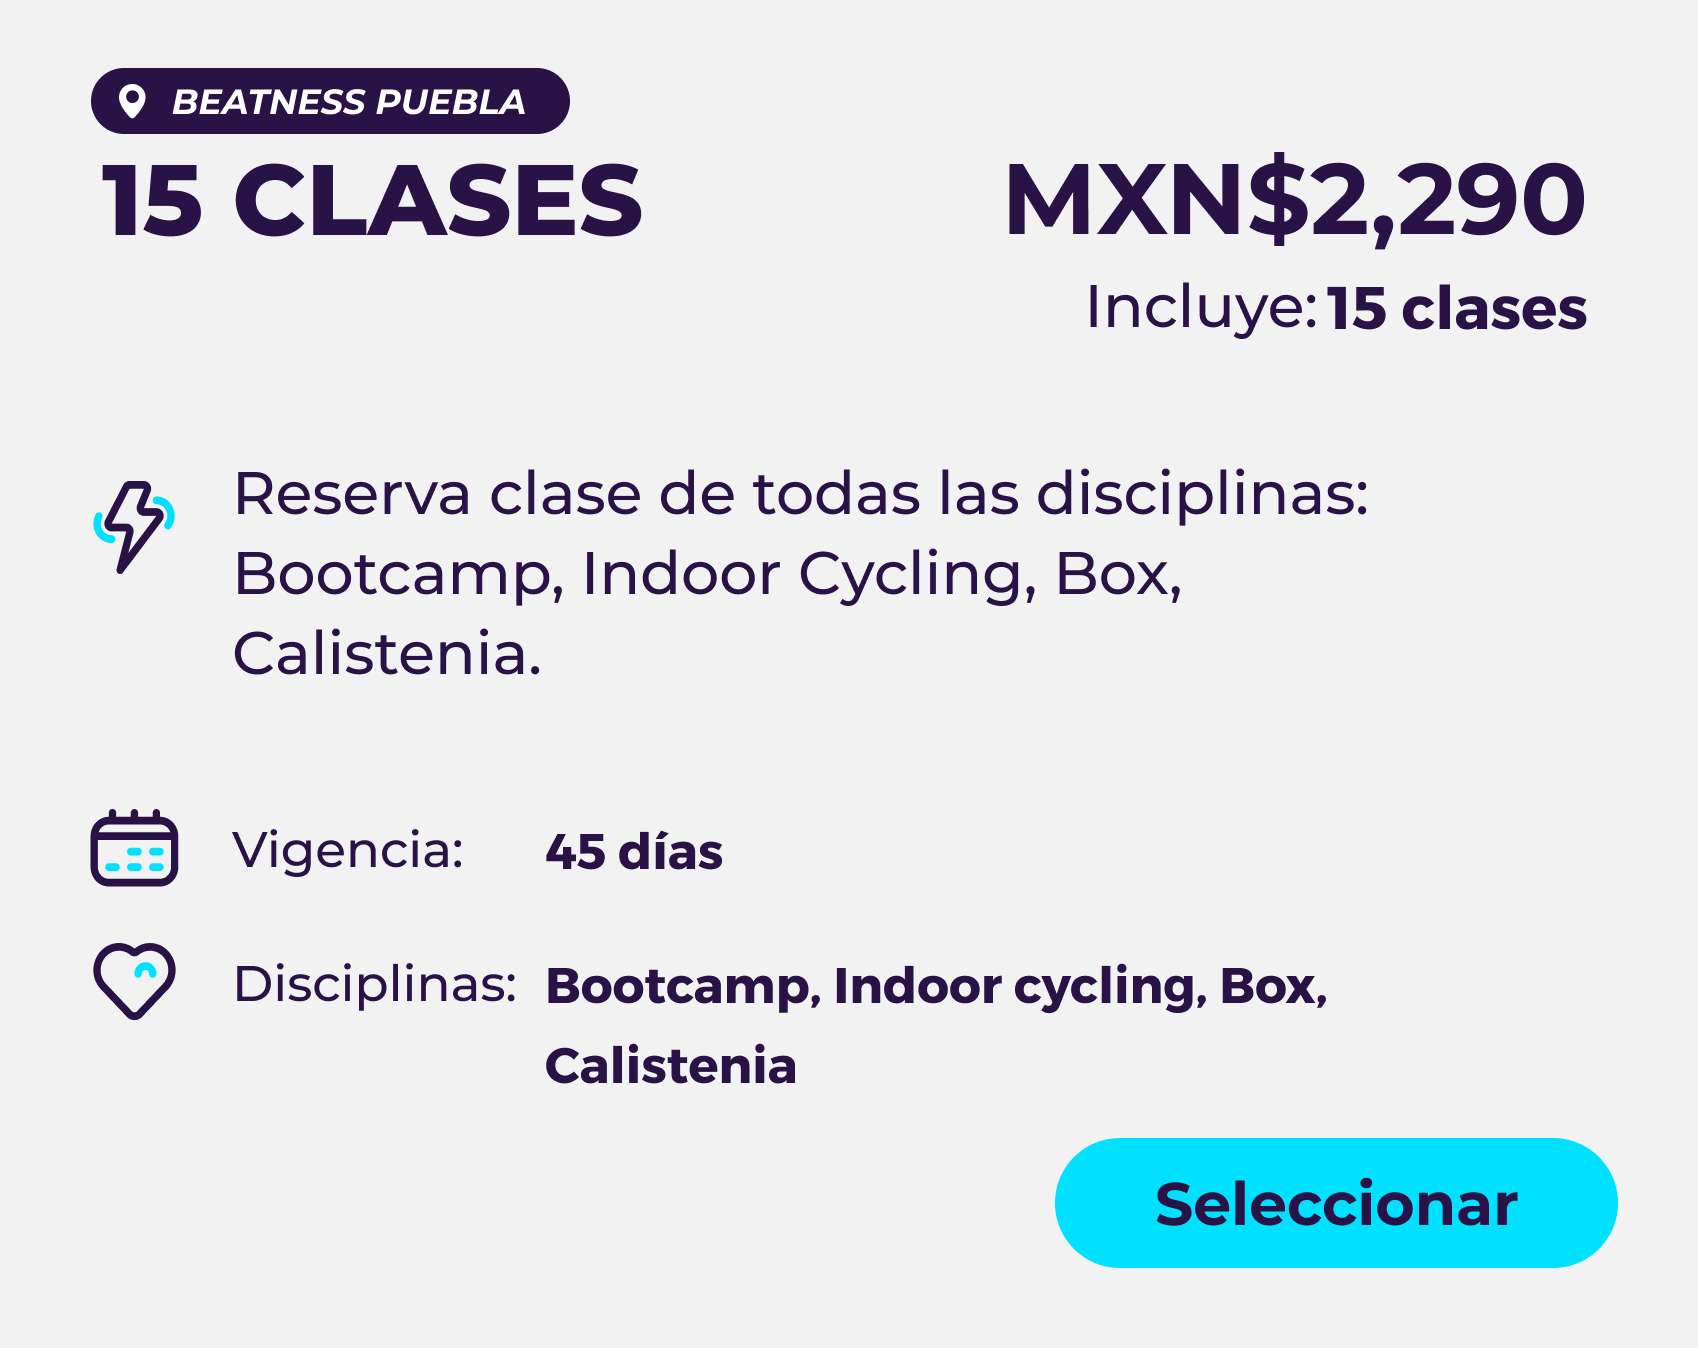 BEATNESS PUEBLA
15 CLASES
MXN$2,290
Incluye: 15 clases
Reserva clase de todas las disciplinas:
Bootcamp, Indoor Cycling, Box,
Calistenia.
Vigencia: 45 días
Disciplinas: Bootcamp, Indoor cycling, Box,
Calistenia
Seleccionar